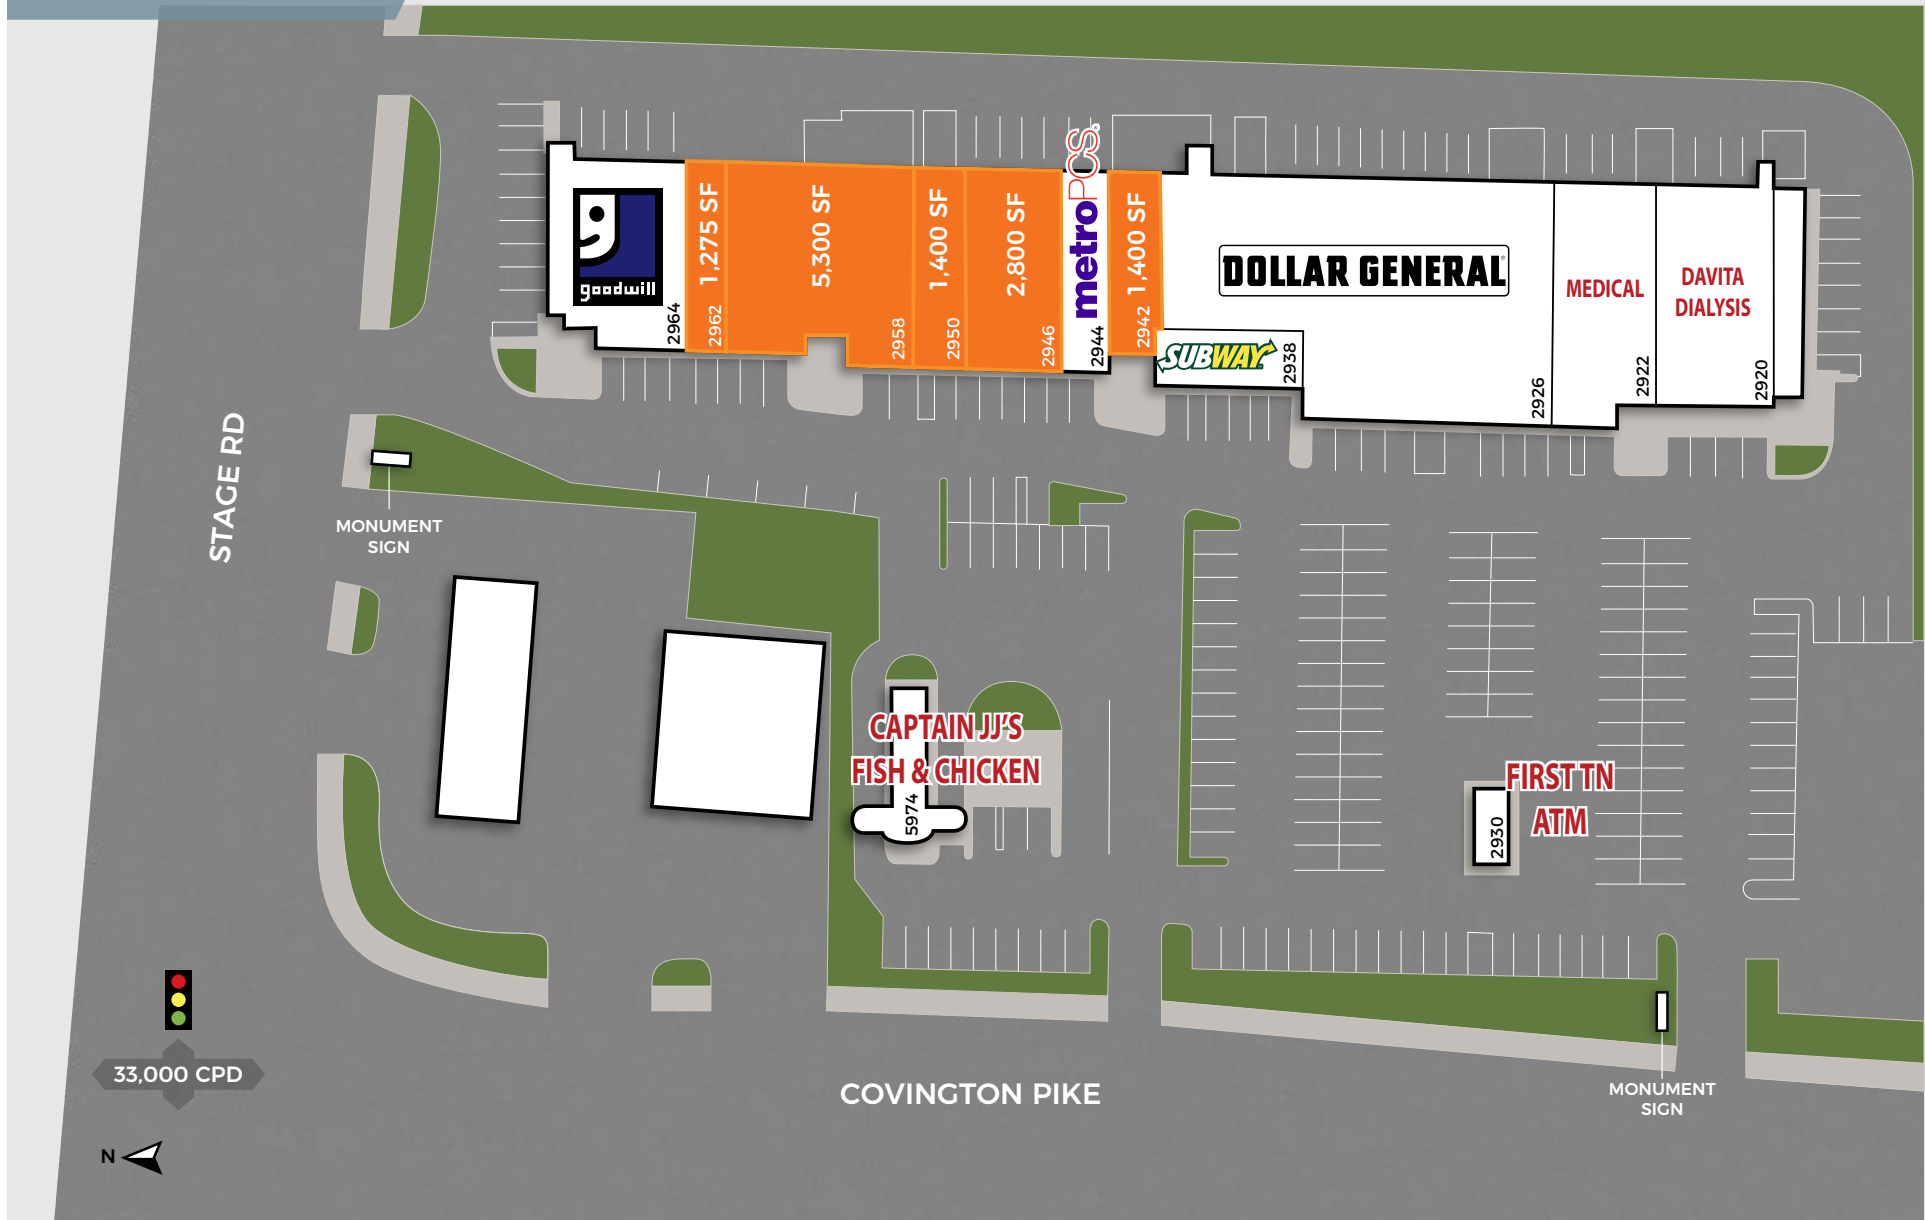 goodwill
2964
1,275 SF
2962
5,300 SF
2958
1,400 SF
2950
2,800 SF
2946
metroPCS
2944
1,400 SF
2942
SUBWAY
2938
DOLLAR GENERAL
2926
MEDICAL
2922
DAVITA
DIALYSIS
2920
STAGE RD
MONUMENT
SIGN
CAPTAIN JJ'S
FISH & CHICKEN
5974
FIRST TN
ATM
2930
33,000 CPD
COVINGTON PIKE
MONUMENT
SIGN
N